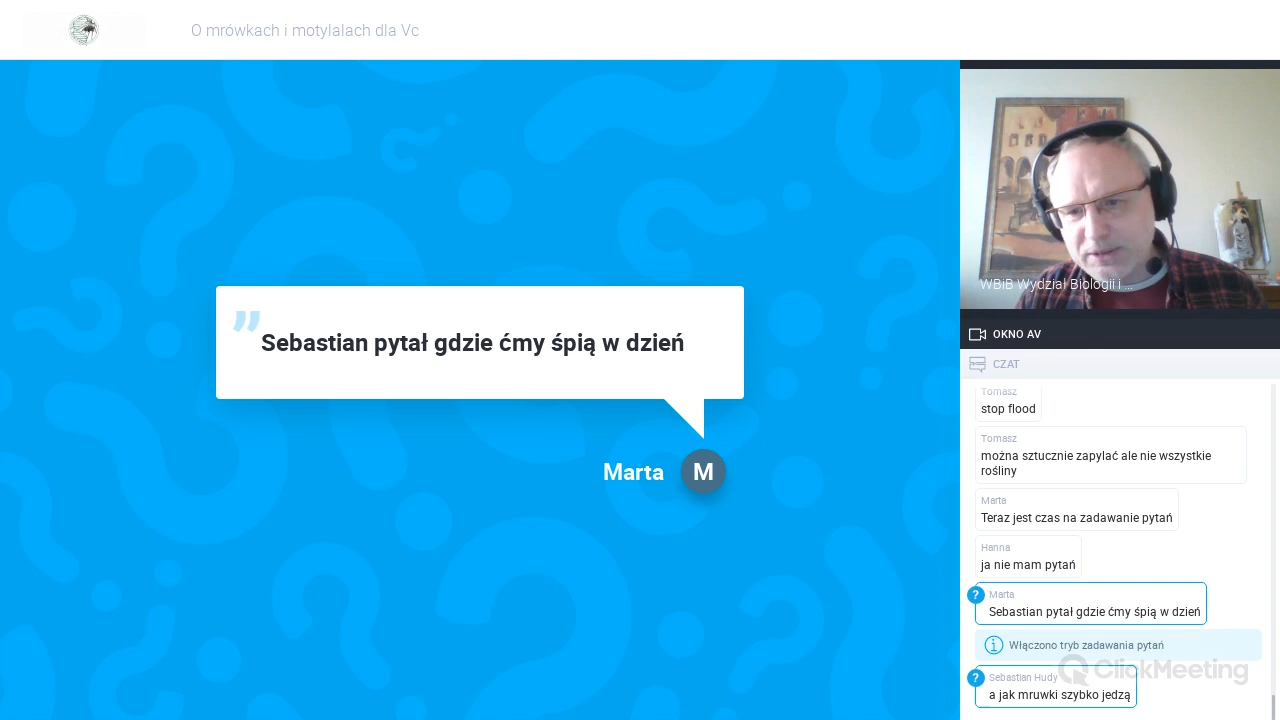 O mrówkach i motylalach dla Vc
"
Sebastian pytał gdzie ćmy śpią w dzień
Marta M
WBiB Wydział Biologii i ...
OKNO AV
CZAT
Tomasz
stop flood
Tomasz
można sztucznie zapylać ale nie wszystkie
rośliny
Marta
Teraz jest czas na zadawanie pytań
Hanna
ja nie mam pytań
? Marta
Sebastian pytał gdzie ćmy śpią w dzień
Włączono tryb zadawania pytań
ClickMeeting
? Sebastian Hudy
a jak mruwki szybko jedzą